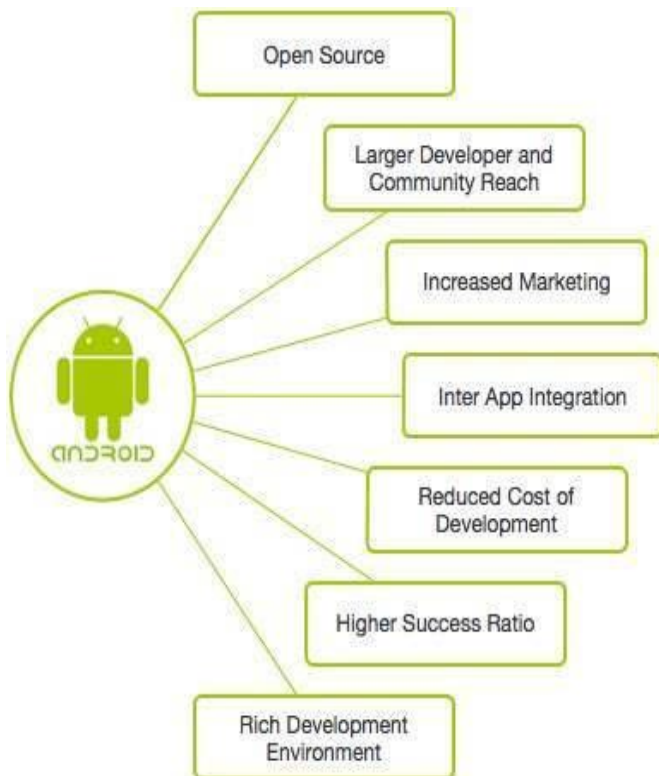 Open Source
Larger Developer and
Community Reach
Increased Marketing
ANDROID
Inter App Integration
Reduced Cost of
Development
Higher Success Ratio
Rich Development
Environment